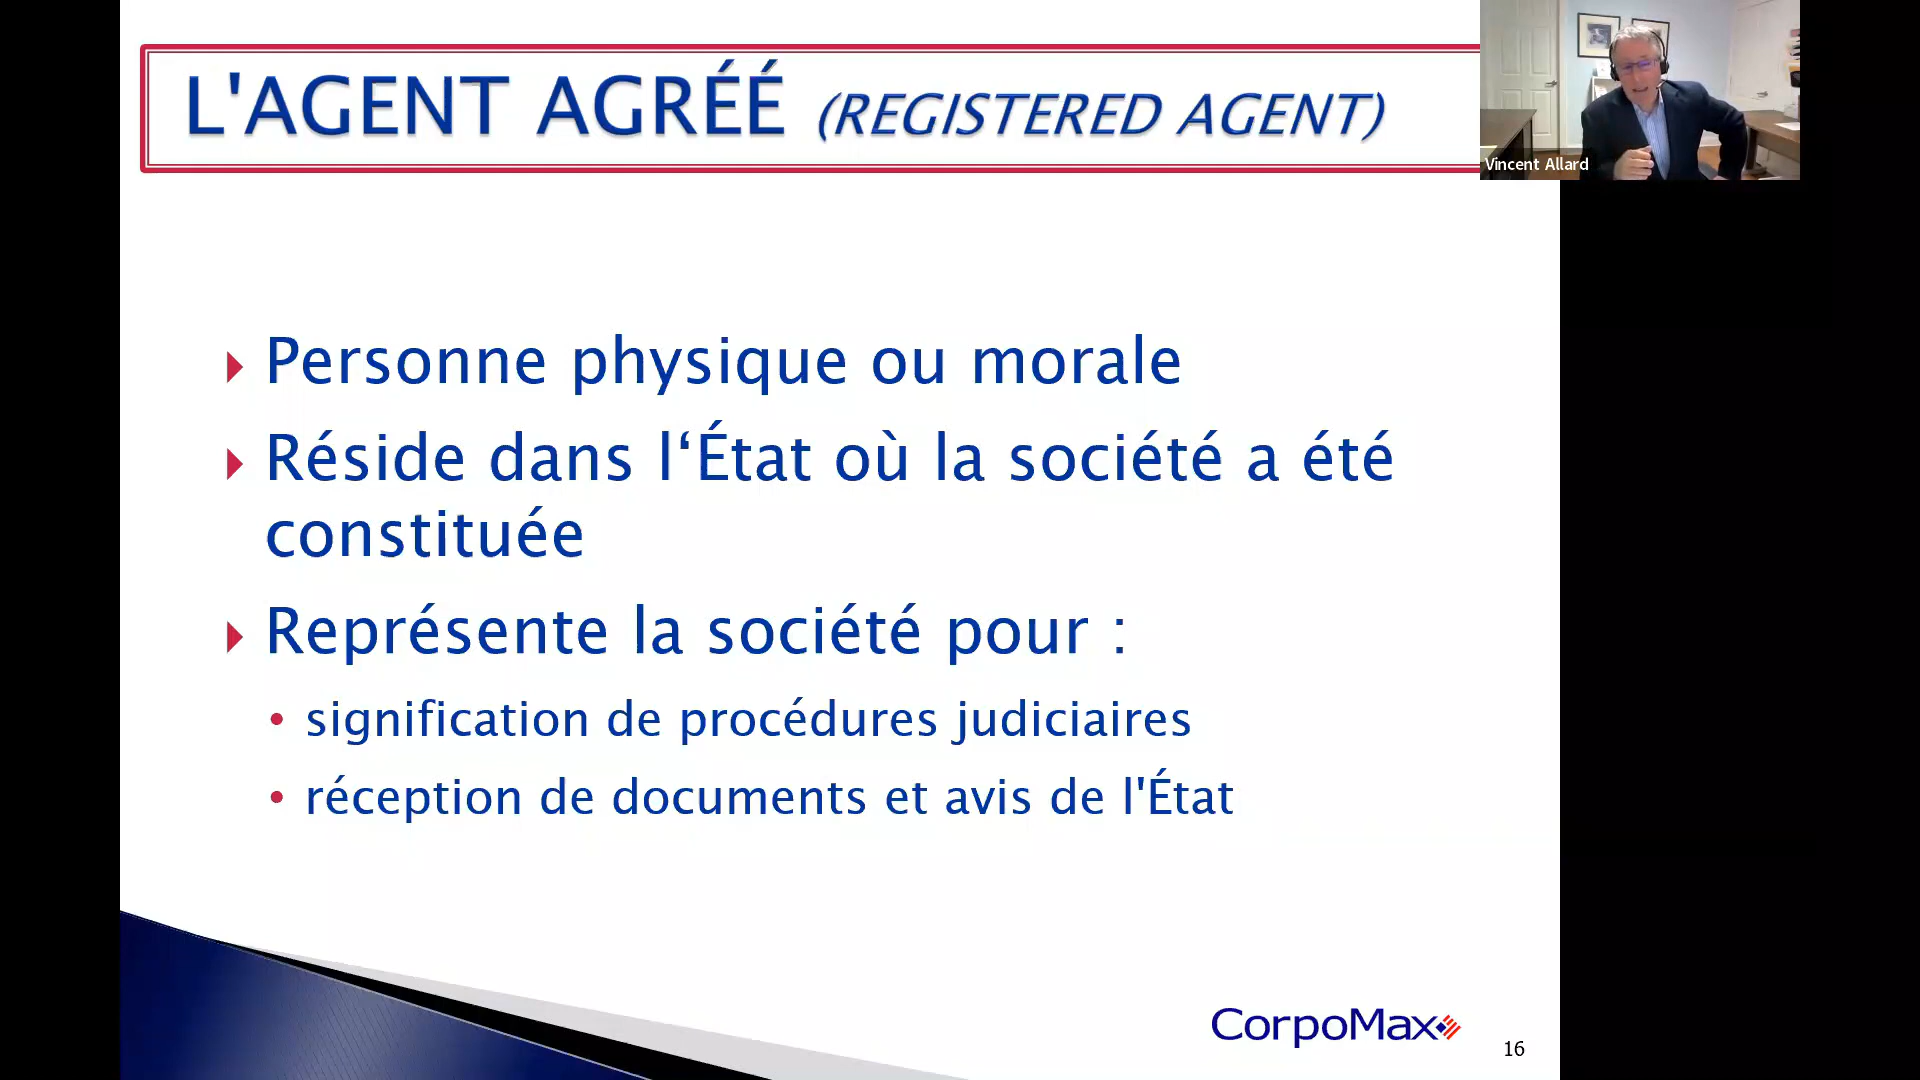 L'AGENT AGRÉÉ (REGISTERED AGENT)
Vincent Allard
Personne physique ou morale
Réside dans l‘État où la société a été
constituée
Représente la société pour :
• signification de procédures judiciaires
• réception de documents et avis de l'État
CorpoMax
16